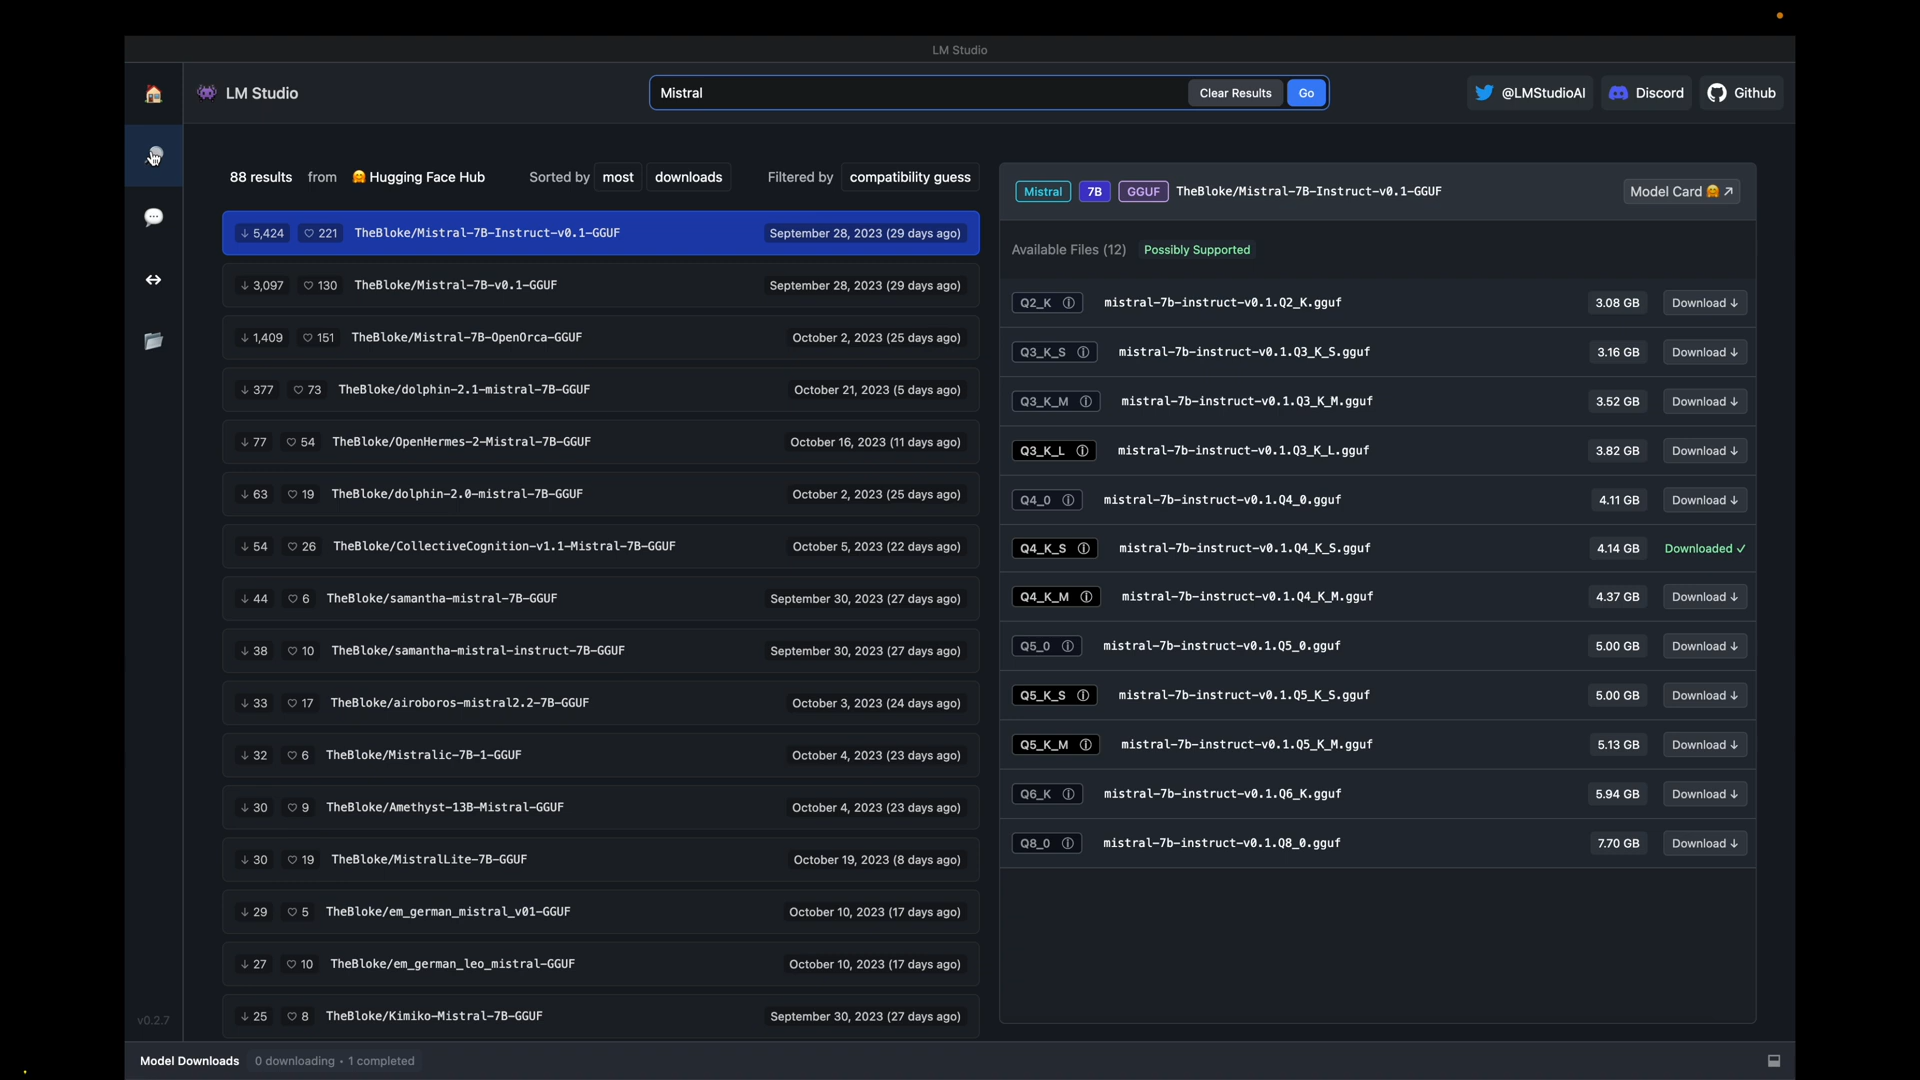 LM Studio
LM Studio
Mistral
Clear Results
Go
@LMStudioAI
Discord
Github
88 results from Hugging Face Hub Sorted by most downloads Filtered by compatibility guess
5,424 221 TheBloke/Mistral-7B-Instruct-v0.1-GGUF September 28, 2023 (29 days ago)
3,097 130 TheBloke/Mistral-7B-v0.1-GGUF September 28, 2023 (29 days ago)
1,409 151 TheBloke/Mistral-7B-OpenOrca-GGUF October 2, 2023 (25 days ago)
377 73 TheBloke/dolphin-2.1-mistral-7B-GGUF October 21, 2023 (5 days ago)
77 54 TheBloke/OpenHermes-2-Mistral-7B-GGUF October 16, 2023 (11 days ago)
63 19 TheBloke/dolphin-2.0-mistral-7B-GGUF October 2, 2023 (25 days ago)
54 26 TheBloke/CollectiveCognition-v1.1-Mistral-7B-GGUF October 5, 2023 (22 days ago)
44 6 TheBloke/samantha-mistral-7B-GGUF September 30, 2023 (27 days ago)
38 10 TheBloke/samantha-mistral-instruct-7B-GGUF September 30, 2023 (27 days ago)
33 17 TheBloke/airoboros-mistral2.2-7B-GGUF October 3, 2023 (24 days ago)
32 6 TheBloke/Mistralic-7B-1-GGUF October 4, 2023 (23 days ago)
30 9 TheBloke/Amethyst-13B-Mistral-GGUF October 4, 2023 (23 days ago)
30 19 TheBloke/MistralLite-7B-GGUF October 19, 2023 (8 days ago)
29 5 TheBloke/em_german_mistral_v01-GGUF October 10, 2023 (17 days ago)
27 10 TheBloke/em_german_leo_mistral-GGUF October 10, 2023 (17 days ago)
25 8 TheBloke/Kimiko-Mistral-7B-GGUF September 30, 2023 (27 days ago)
Mistral 7B GGUF TheBloke/Mistral-7B-Instruct-v0.1-GGUF Model Card
Available Files (12) Possibly Supported
Q2_K mistral-7b-instruct-v0.1.Q2_K.gguf 3.08 GB Download
Q3_K_S mistral-7b-instruct-v0.1.Q3_K_S.gguf 3.16 GB Download
Q3_K_M mistral-7b-instruct-v0.1.Q3_K_M.gguf 3.52 GB Download
Q3_K_L mistral-7b-instruct-v0.1.Q3_K_L.gguf 3.82 GB Download
Q4_0 mistral-7b-instruct-v0.1.Q4_0.gguf 4.11 GB Download
Q4_K_S mistral-7b-instruct-v0.1.Q4_K_S.gguf 4.14 GB Downloaded
Q4_K_M mistral-7b-instruct-v0.1.Q4_K_M.gguf 4.37 GB Download
Q5_0 mistral-7b-instruct-v0.1.Q5_0.gguf 5.00 GB Download
Q5_K_S mistral-7b-instruct-v0.1.Q5_K_S.gguf 5.00 GB Download
Q5_K_M mistral-7b-instruct-v0.1.Q5_K_M.gguf 5.13 GB Download
Q6_K mistral-7b-instruct-v0.1.Q6_K.gguf 5.94 GB Download
Q8_0 mistral-7b-instruct-v0.1.Q8_0.gguf 7.70 GB Download
v0.2.7
Model Downloads 0 downloading • 1 completed